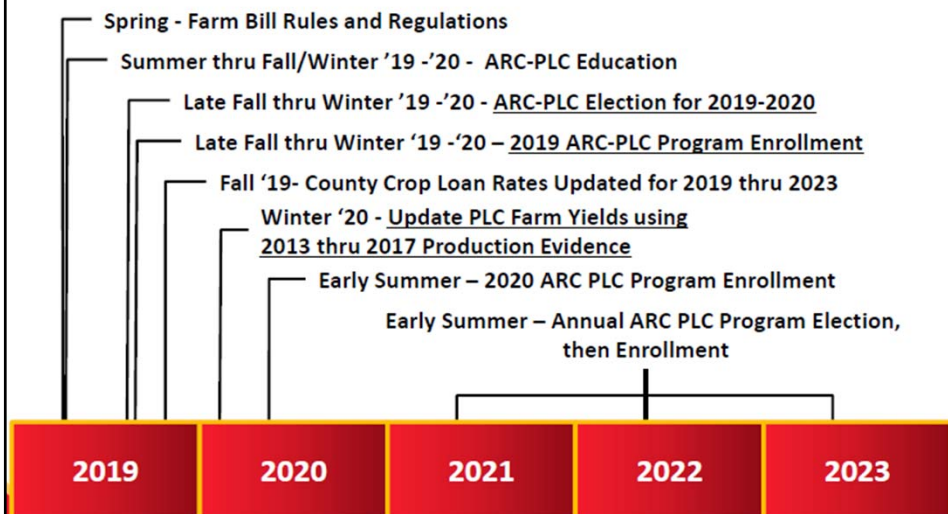 Spring - Farm Bill Rules and Regulations
Summer thru Fall/Winter ’19 -’20 - ARC-PLC Education
Late Fall thru Winter ’19 -’20 - ARC-PLC Election for 2019-2020
Late Fall thru Winter ‘19 -‘20 – 2019 ARC-PLC Program Enrollment
Fall ‘19- County Crop Loan Rates Updated for 2019 thru 2023
Winter ‘20 - Update PLC Farm Yields using
2013 thru 2017 Production Evidence
Early Summer – 2020 ARC PLC Program Enrollment
Early Summer – Annual ARC PLC Program Election,
then Enrollment
2019 2020 2021 2022 2023